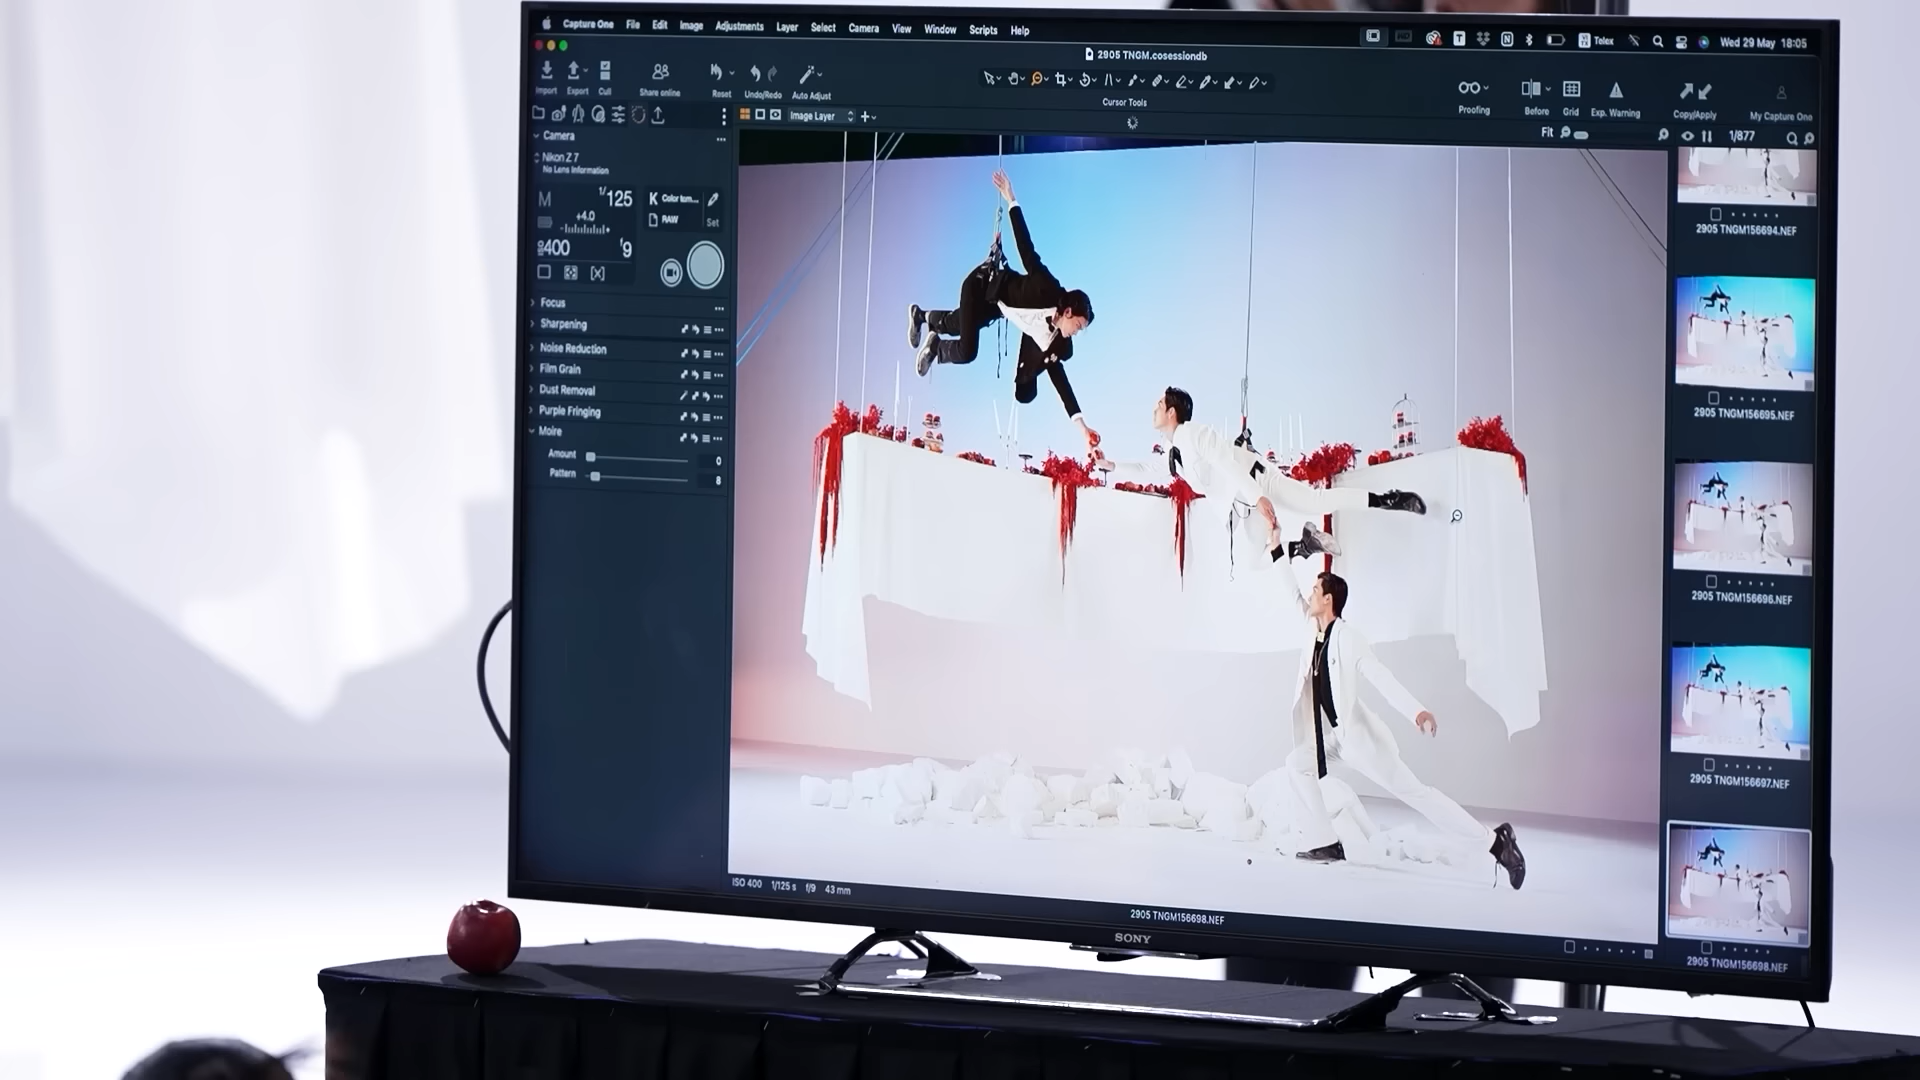 Capture One File Edit Image Adjustments Layer Select Camera View Window Scripts Help
Telex Wed 29 May 18:05
2905 TNGM.cosessiondb
Import Export Cull Share online Reset Undo/Redo Auto Adjust
Cursor Tools
Proofing Before Grid Exp. Warning Copy/Apply My Capture One
Image Layer
Fit
1/877
Camera
Nikon Z 7
No Lens Information
M 1/125
+4.0
400 f9
K Color tem...
RAW
Set
Focus
Sharpening
Noise Reduction
Film Grain
Dust Removal
Purple Fringing
Moire
Amount 0
Pattern 8
2905 TNGM156694.NEF
2905 TNGM156695.NEF
2905 TNGM156696.NEF
2905 TNGM156697.NEF
2905 TNGM156698.NEF
ISO 400 1/125 s f/9 43 mm
2905 TNGM156698.NEF
SONY